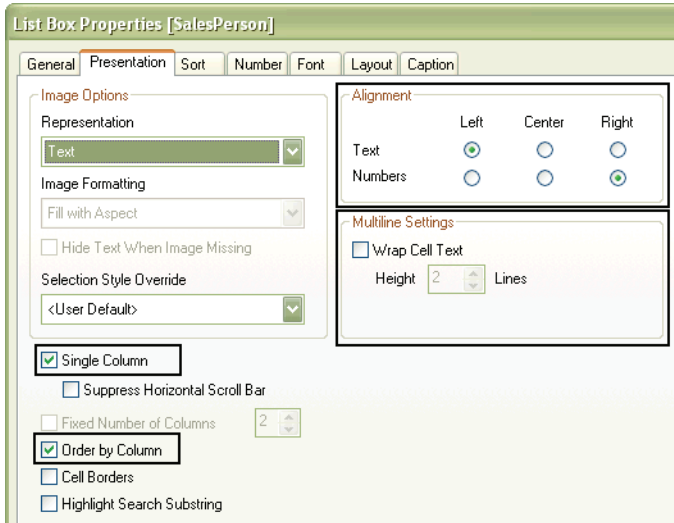 List Box Properties [SalesPerson]
General Presentation Sort Number Font Layout Caption
Image Options
Representation
Text
Image Formatting
Fill with Aspect
Hide Text When Image Missing
Selection Style Override
<User Default>
Alignment
Left Center Right
Text
Numbers
Multiline Settings
Wrap Cell Text
Height 2 Lines
Single Column
Suppress Horizontal Scroll Bar
Fixed Number of Columns 2
Order by Column
Cell Borders
Highlight Search Substring